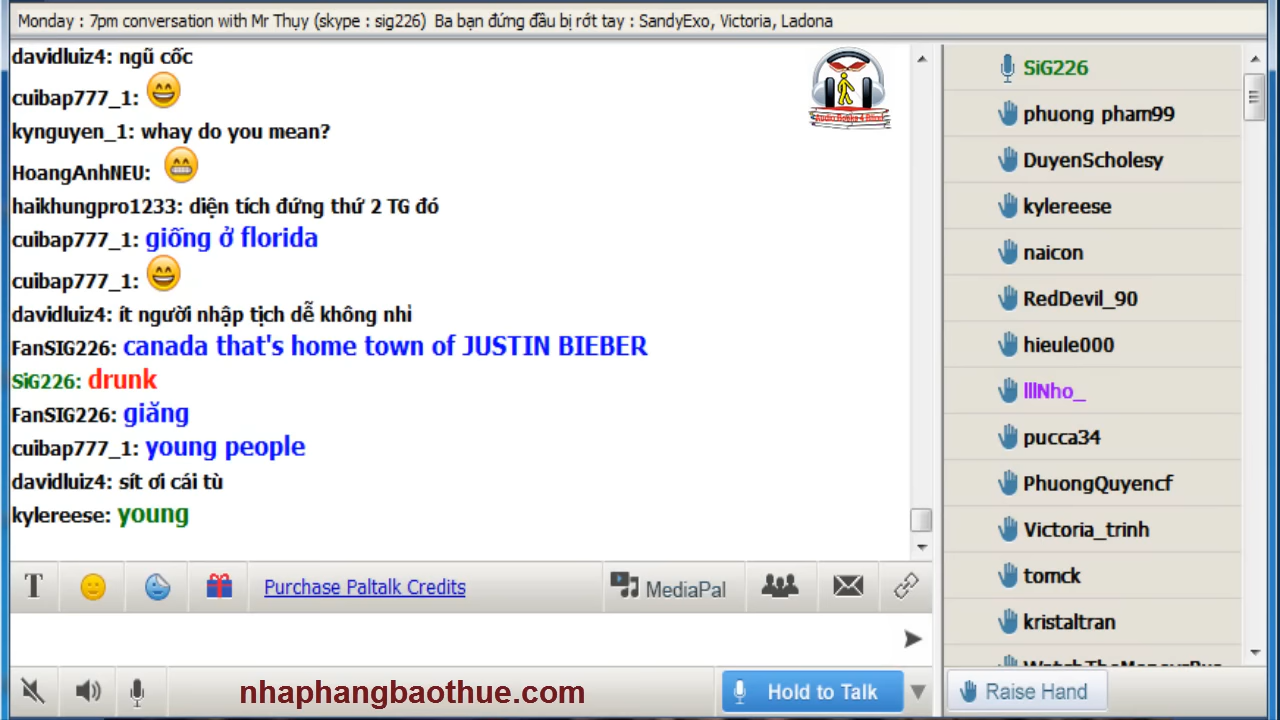 Monday : 7pm conversation with Mr Thụy (skype : sig226) Ba bạn đứng đầu bị rớt tay : SandyExo, Victoria, Ladona
davidluiz4: ngũ cốc
cuibap777_1:
kynguyen_1: whay do you mean?
HoangAnhNEU:
haikhungpro1233: diện tích đứng thứ 2 TG đó
cuibap777_1: giống ở florida
cuibap777_1:
davidluiz4: ít người nhập tịch dễ không nhỉ
FanSIG226: canada that's home town of JUSTIN BIEBER
SiG226: drunk
FanSIG226: giăng
cuibap777_1: young people
davidluiz4: sít ơi cái tù
kylereese: young
SiG226
phuong pham99
DuyenScholesy
kylereese
naicon
RedDevil_90
hieule000
lllNho_
pucca34
PhuongQuyencf
Victoria_trinh
tomck
kristaltran
T
Purchase Paltalk Credits
MediaPal
nhaphangbaothue.com
Hold to Talk
Raise Hand